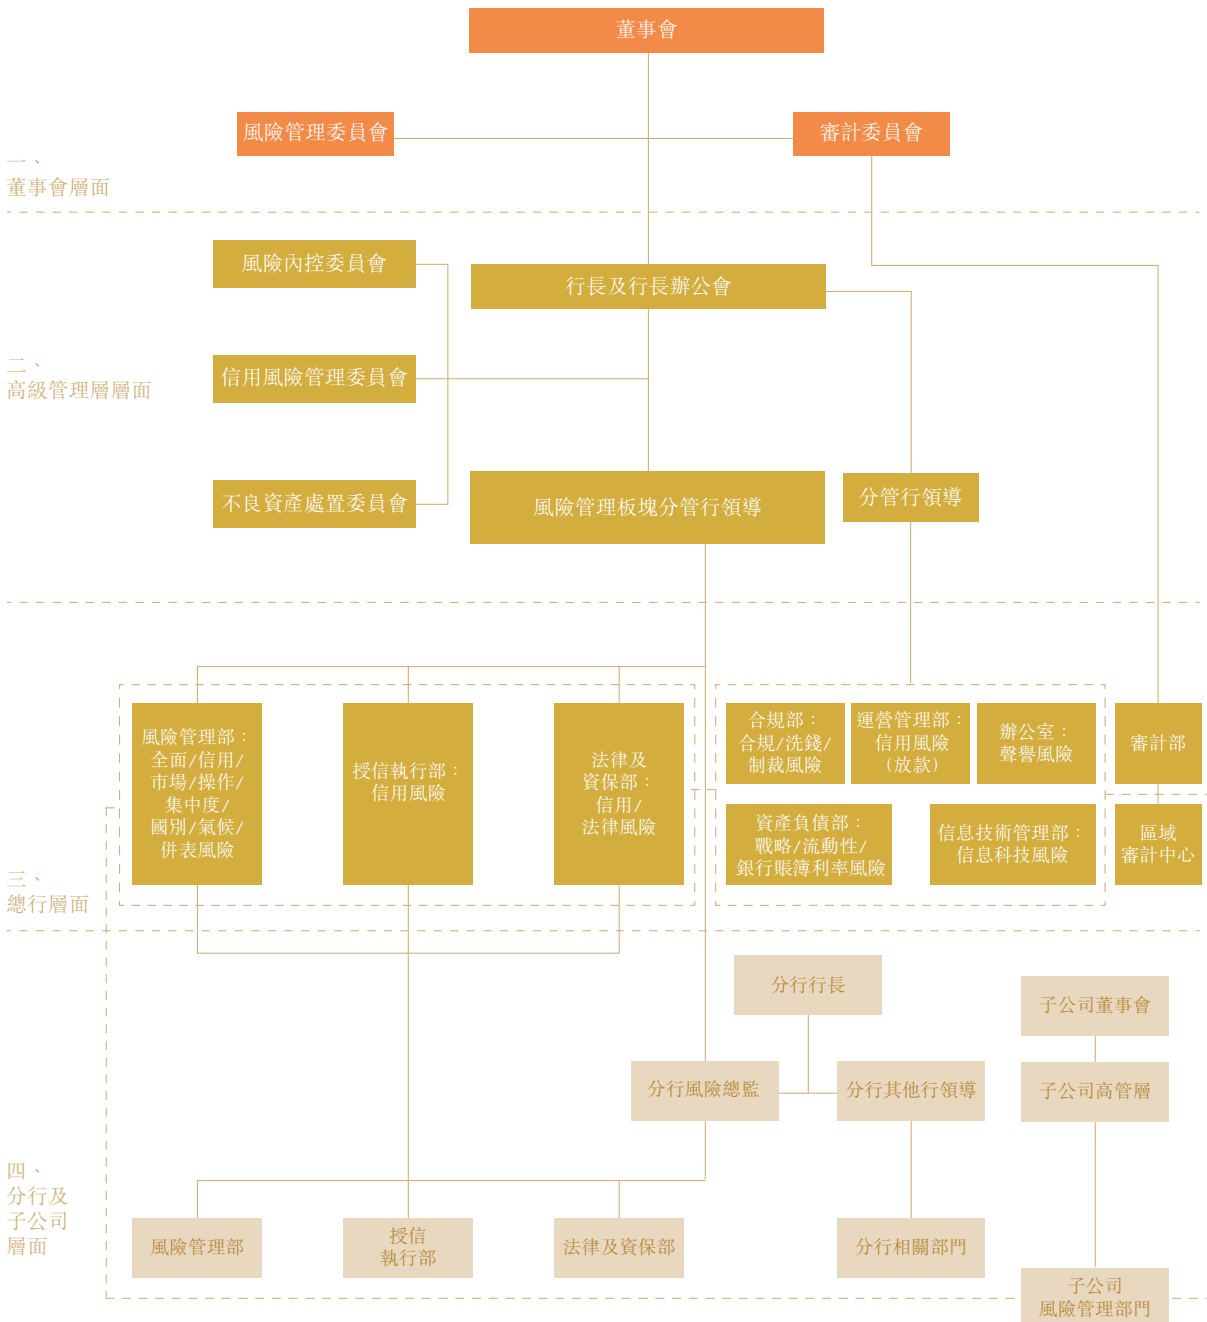 董事會
風險管理委員會
審計委員會
一、
董事會層面
風險內控委員會
行長及行長辦公會
二、
高級管理層層面
信用風險管理委員會
不良資產處置委員會
風險管理板塊分管行領導
分管行領導
風險管理部：
全面/信用/
市場/操作/
集中度/
國別/氣候/
併表風險
授信執行部：
信用風險
法律及
資保部：
信用/
法律風險
合規部：
合規/洗錢/
制裁風險
運營管理部：
信用風險
(放款)
辦公室：
聲譽風險
審計部
資產負債部：
戰略/流動性/
銀行賬簿利率風險
信息技術管理部：
信息科技風險
區域
審計中心
三、
總行層面
分行行長
子公司董事會
分行風險總監
分行其他行領導
子公司高管層
四、
分行及
子公司
層面
風險管理部
授信
執行部
法律及資保部
分行相關部門
子公司
風險管理部門